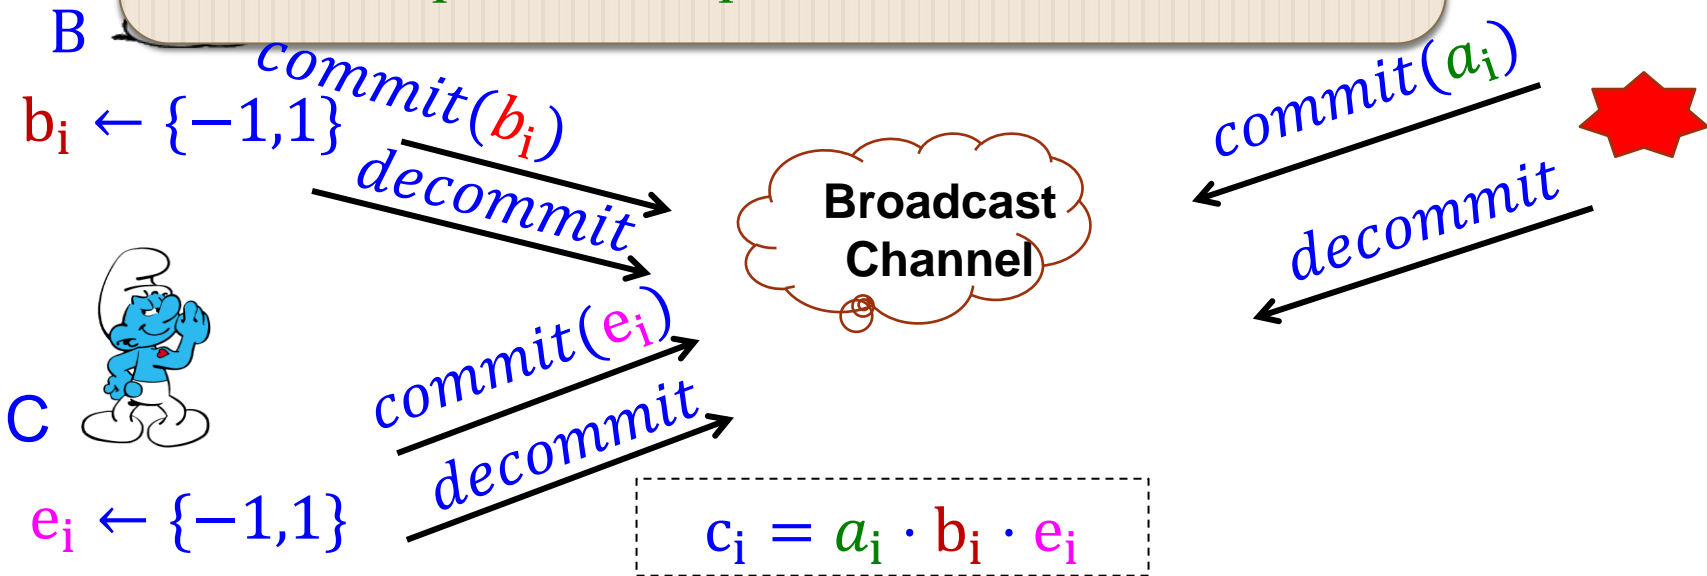 B
commit(bᵢ)
bᵢ ← {−1,1}
decommit
commit(aᵢ)
decommit
Broadcast
Channel
commit(eᵢ)
decommit
C
eᵢ ← {−1,1}
cᵢ = aᵢ · bᵢ · eᵢ